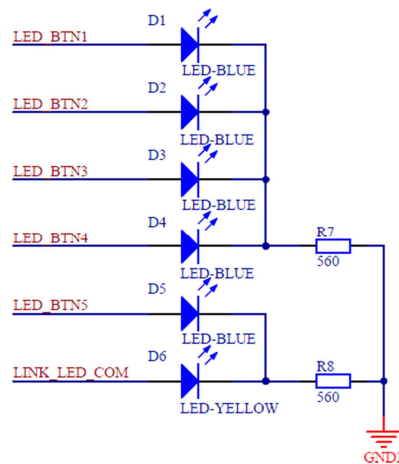 D1
LED_BTN1
LED-BLUE
D2
LED_BTN2
LED-BLUE
D3
LED_BTN3
LED-BLUE
D4
LED_BTN4
R7
LED-BLUE
560
D5
LED_BTN5
LED-BLUE
D6
LINK_LED_COM
R8
LED-YELLOW
560